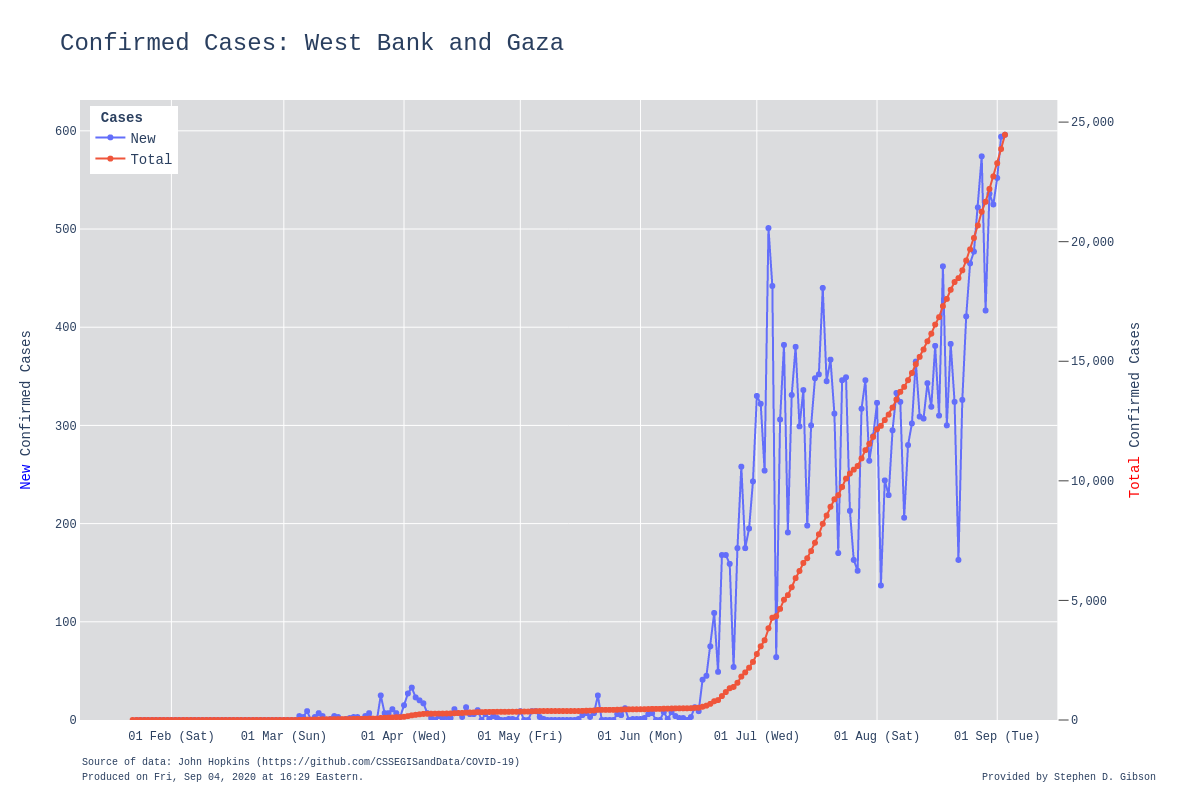 Confirmed Cases: West Bank and Gaza
Cases
New
Total
600
500
400
300
200
100
0
25,000
20,000
15,000
10,000
5,000
0
New Confirmed Cases
Total Confirmed Cases
01 Feb (Sat) 01 Mar (Sun) 01 Apr (Wed) 01 May (Fri) 01 Jun (Mon) 01 Jul (Wed) 01 Aug (Sat) 01 Sep (Tue)
Source of data: John Hopkins (https://github.com/CSSEGISandData/COVID-19)
Produced on Fri, Sep 04, 2020 at 16:29 Eastern.
Provided by Stephen D. Gibson